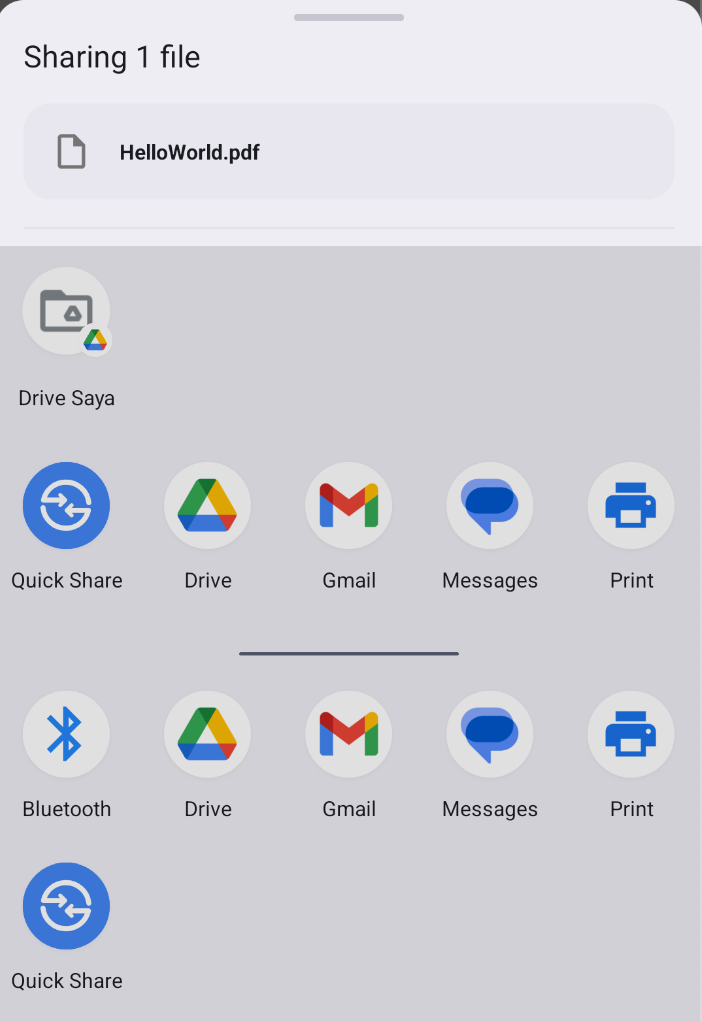 Sharing 1 file
HelloWorld.pdf
Drive Saya
Quick Share Drive Gmail Messages Print
Bluetooth Drive Gmail Messages Print
Quick Share